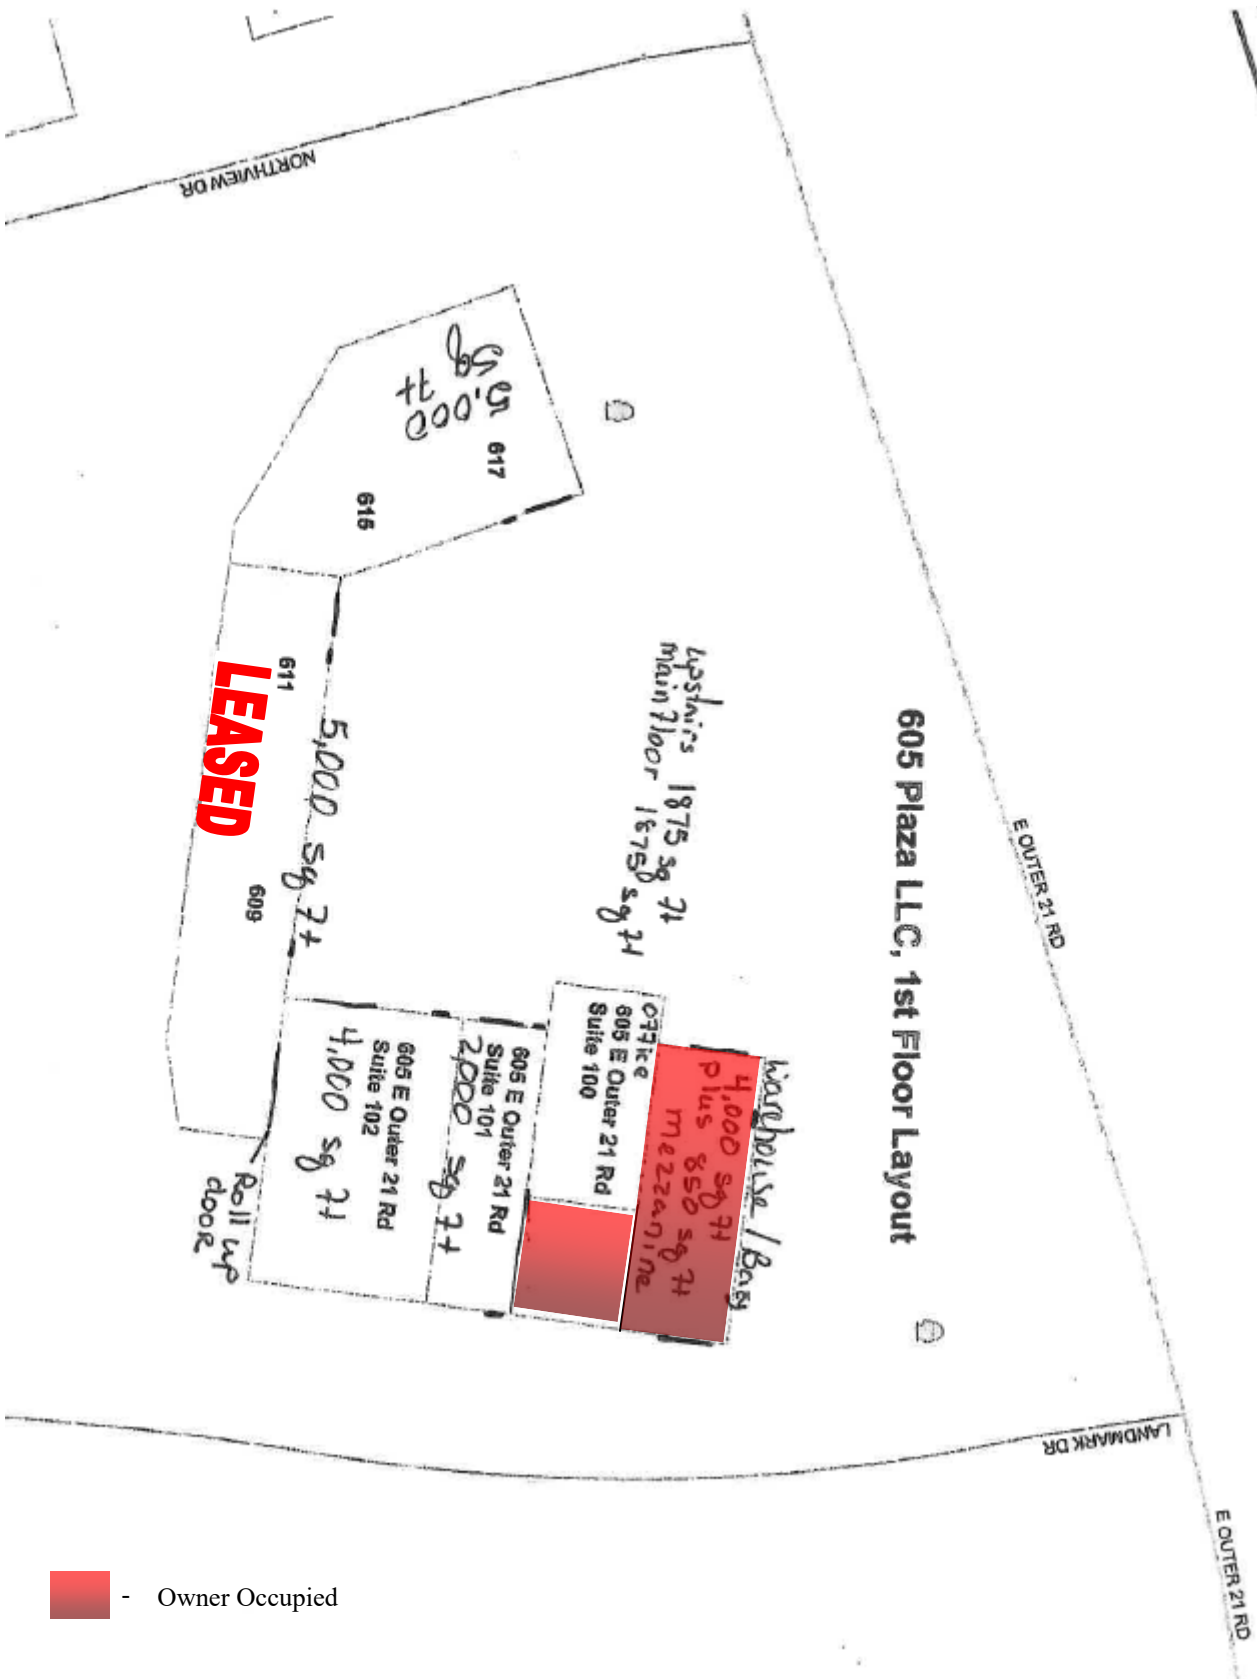 NORTHVIEW DR
5,000
sq ft
617
615
611
LEASED
5,000 sq ft
609
Upstairs 1875 sq ft
main floor 1875 sq ft
605 Plaza LLC, 1st Floor Layout
E OUTER 21 RD
Office
605 E Outer 21 Rd
Suite 100
Warehouse / Bay
4,000 sq ft
plus 850 sq ft
mezzanine
605 E Outer 21 Rd
Suite 101
2,000 sq ft
605 E Outer 21 Rd
Suite 102
4,000 sq ft
Roll up
door
LANDMARK DR
E OUTER 21 RD
- Owner Occupied